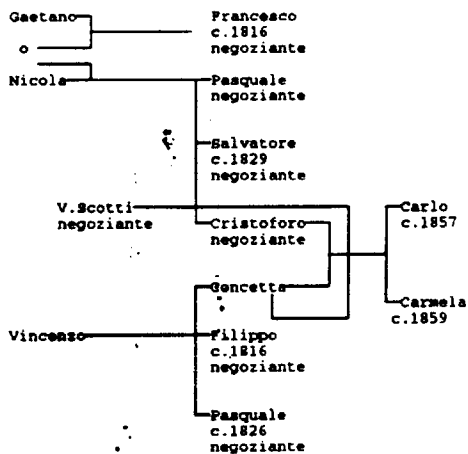 Gaetano Francesco
c.1816
o negoziante
Nicola Pasquale
negoziante
Salvatore
c.1829
negoziante
V.Scotti Carlo
negoziante Cristoforo c.1857
negoziante
Concetta
Carmela
c.1859
Vincenzo Filippo
c.1816
negoziante
Pasquale
c.1826
negoziante